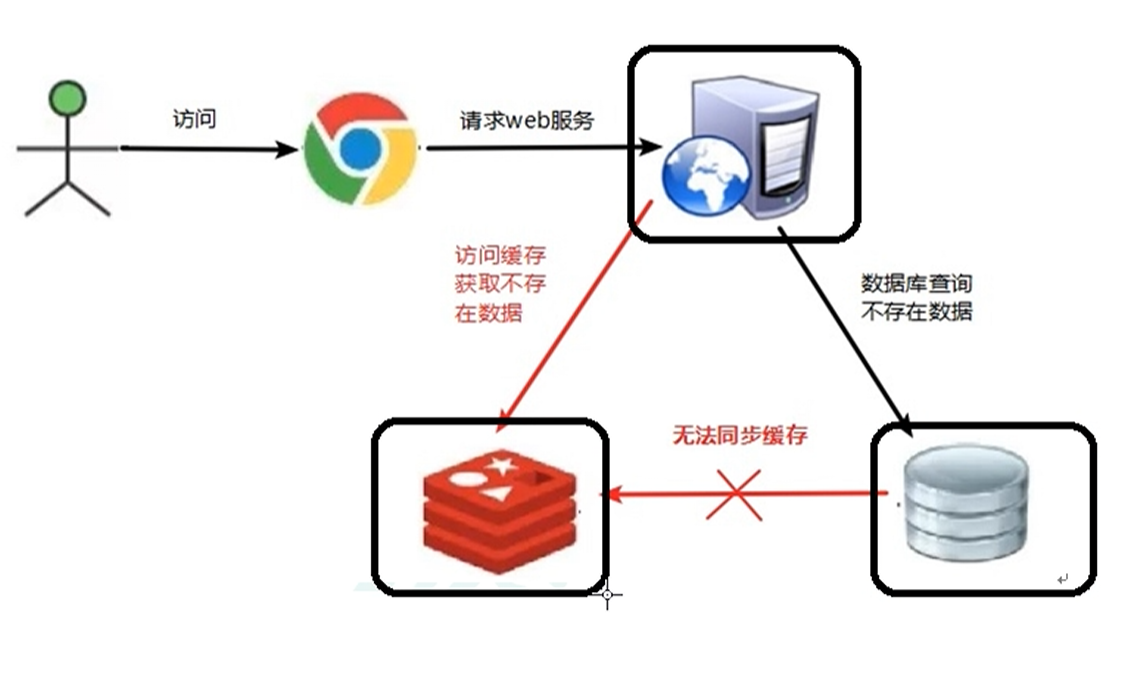 访问
请求web服务
访问缓存
获取不存
在数据
数据库查询
不存在数据
无法同步缓存